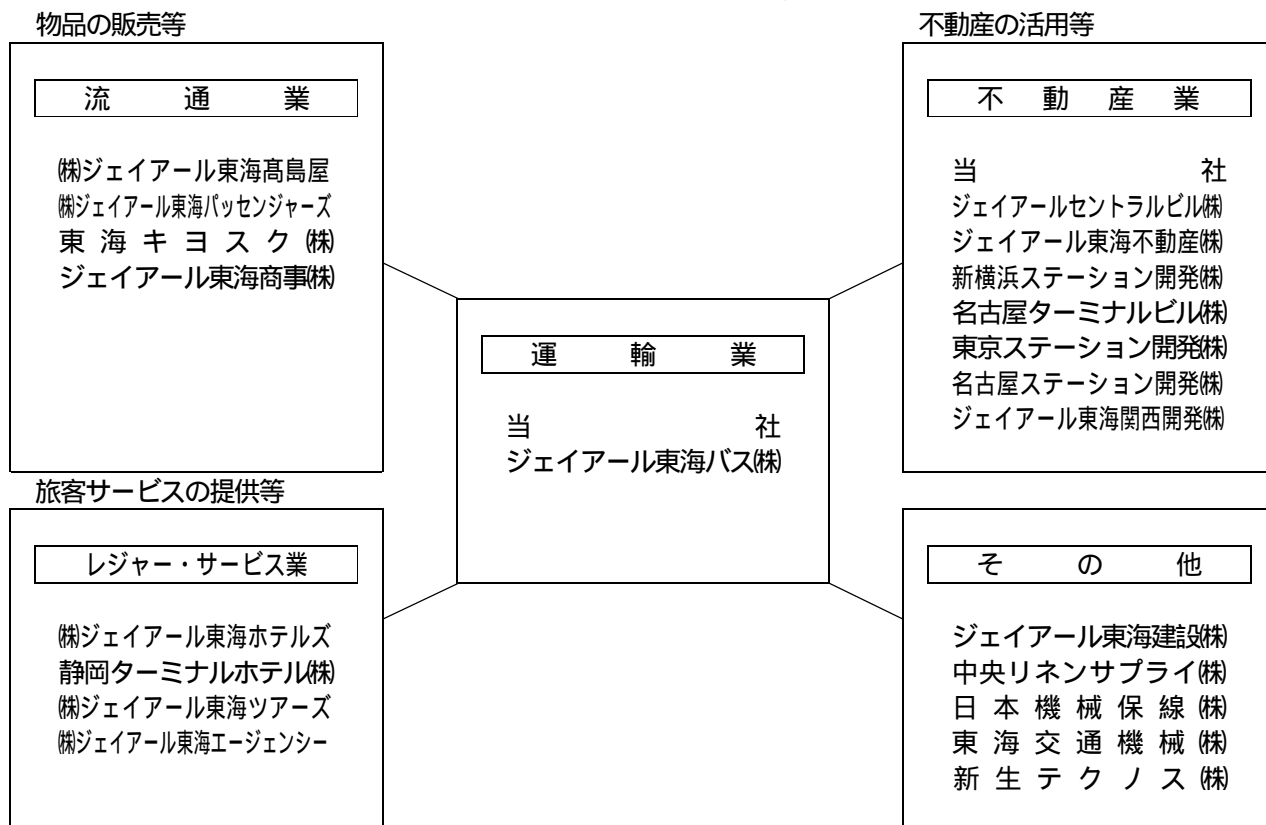 物品の販売等
流通業
㈱ジェイアール東海髙島屋
㈱ジェイアール東海パッセンジャーズ
東海キヨスク㈱
ジェイアール東海商事㈱
旅客サービスの提供等
レジャー・サービス業
㈱ジェイアール東海ホテルズ
静岡ターミナルホテル㈱
㈱ジェイアール東海ツアーズ
㈱ジェイアール東海エージェンシー
運輸業
当社
ジェイアール東海バス㈱
不動産の活用等
不動産業
当社
ジェイアールセントラルビル㈱
ジェイアール東海不動産㈱
新横浜ステーション開発㈱
名古屋ターミナルビル㈱
東京ステーション開発㈱
名古屋ステーション開発㈱
ジェイアール東海関西開発㈱
その他
ジェイアール東海建設㈱
中央リネンサプライ㈱
日本機械保線㈱
東海交通機械㈱
新生テクノス㈱